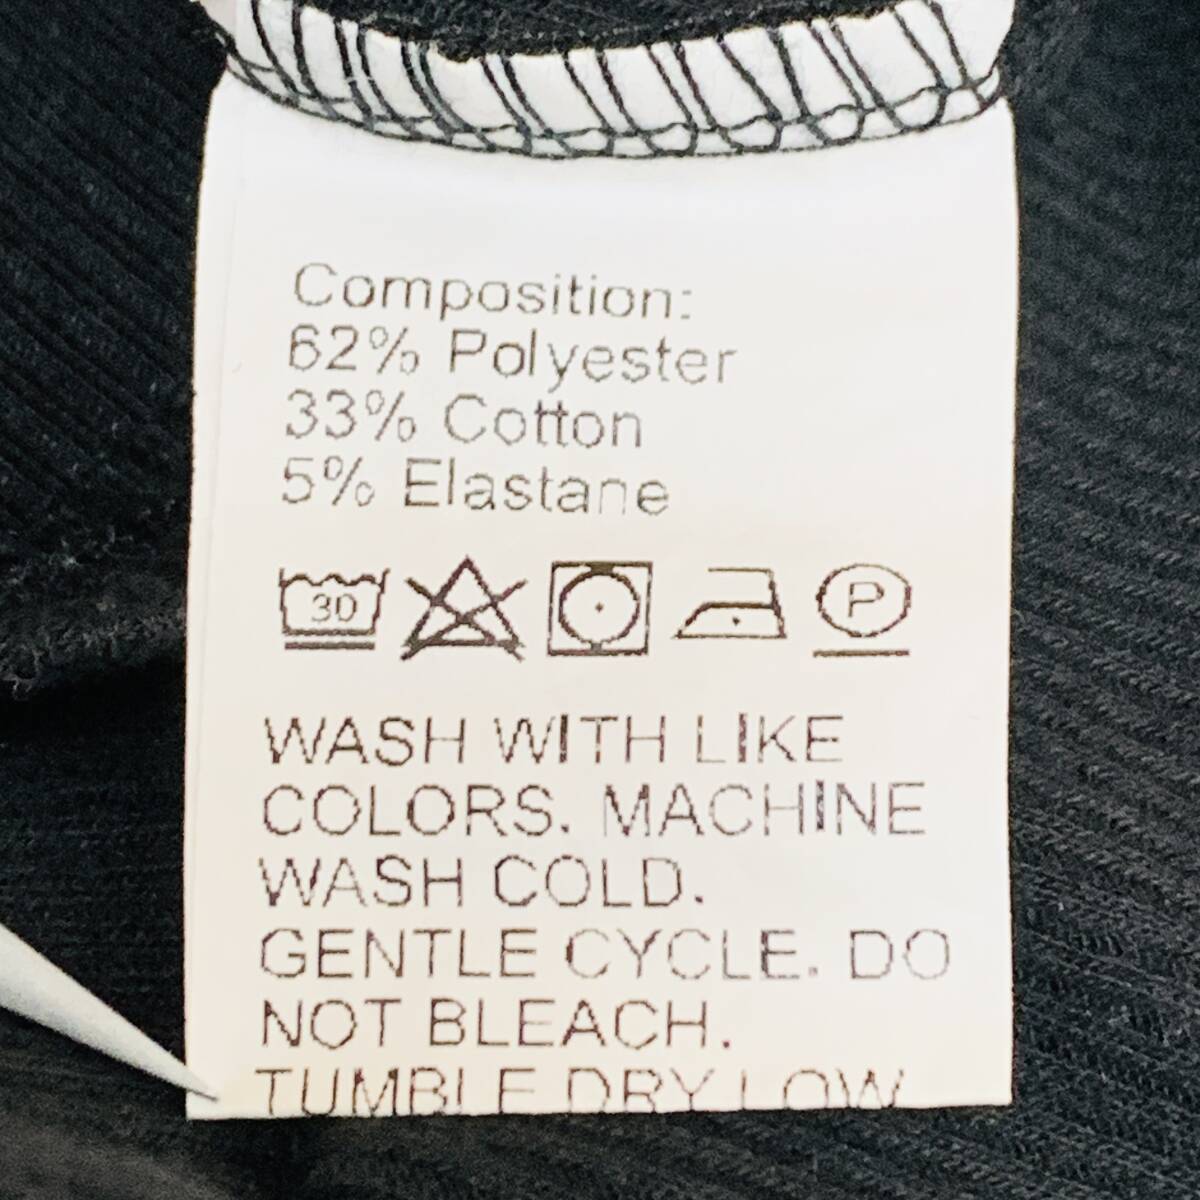 Composition:
62% Polyester
33% Cotton
5% Elastane
30 P
WASH WITH LIKE
COLORS. MACHINE
WASH COLD.
GENTLE CYCLE. DO
NOT BLEACH.
TUMBLE DRY LOW